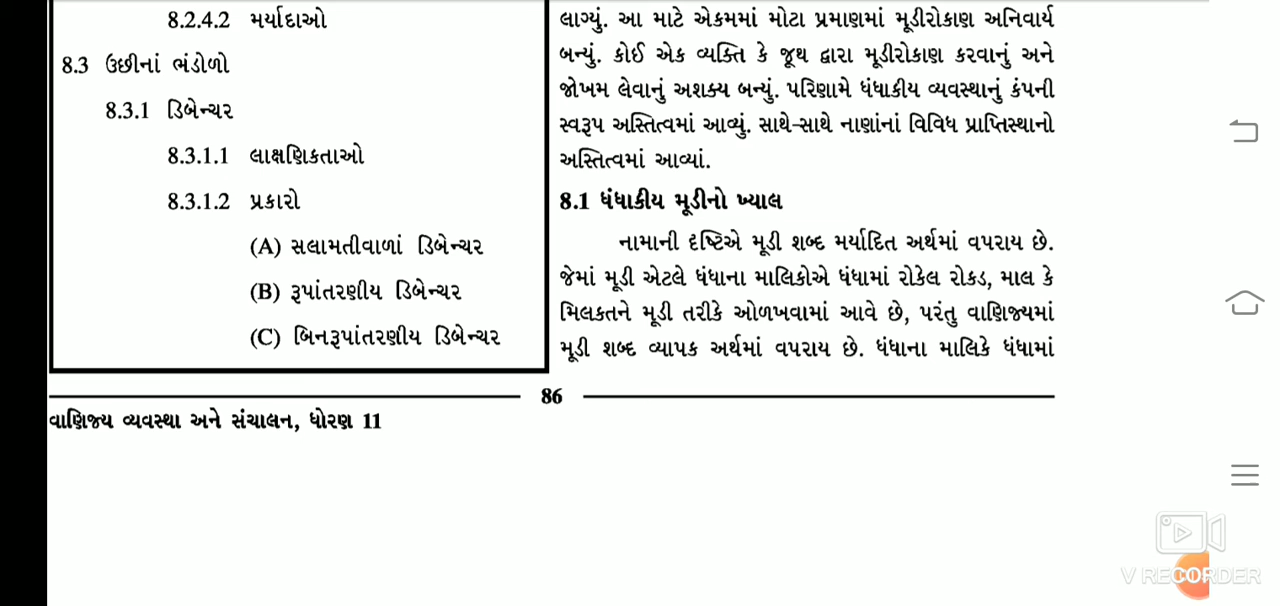 8.2.4.2 મર્યાદાઓ
8.3 ઉછીનાં ભંડોળો
8.3.1 ડિબેન્ચર
8.3.1.1 લાક્ષણિકતાઓ
8.3.1.2 પ્રકારો
(A) સલામતીવાળાં ડિબેન્ચર
(B) રૂપાંતરણીય ડિબેન્ચર
(C) બિનરૂપાંતરણીય ડિબેન્ચર
લાગ્યું. આ માટે એકમમાં મોટા પ્રમાણમાં મૂડીરોકાણ અનિવાર્ય
બન્યું. કોઈ એક વ્યક્તિ કે જૂથ દ્વારા મૂડીરોકાણ કરવાનું અને
જોખમ લેવાનું અશક્ય બન્યું. પરિણામે ધંધાકીય વ્યવસ્થાનું કંપની
સ્વરૂપ અસ્તિત્વમાં આવ્યું. સાથે-સાથે નાણાંનાં વિવિધ પ્રાપ્તિસ્થાનો
અસ્તિત્વમાં આવ્યાં.
8.1 ધંધાકીય મૂડીનો ખ્યાલ
નામાની દૃષ્ટિએ મૂડી શબ્દ મર્યાદિત અર્થમાં વપરાય છે.
જેમાં મૂડી એટલે ધંધાના માલિકોએ ધંધામાં રોકેલ રોકડ, માલ કે
મિલકતને મૂડી તરીકે ઓળખવામાં આવે છે, પરંતુ વાણિજ્યમાં
મૂડી શબ્દ વ્યાપક અર્થમાં વપરાય છે. ધંધાના માલિકે ધંધામાં
86
વાણિજ્ય વ્યવસ્થા અને સંચાલન, ધોરણ 11
V RECORDER